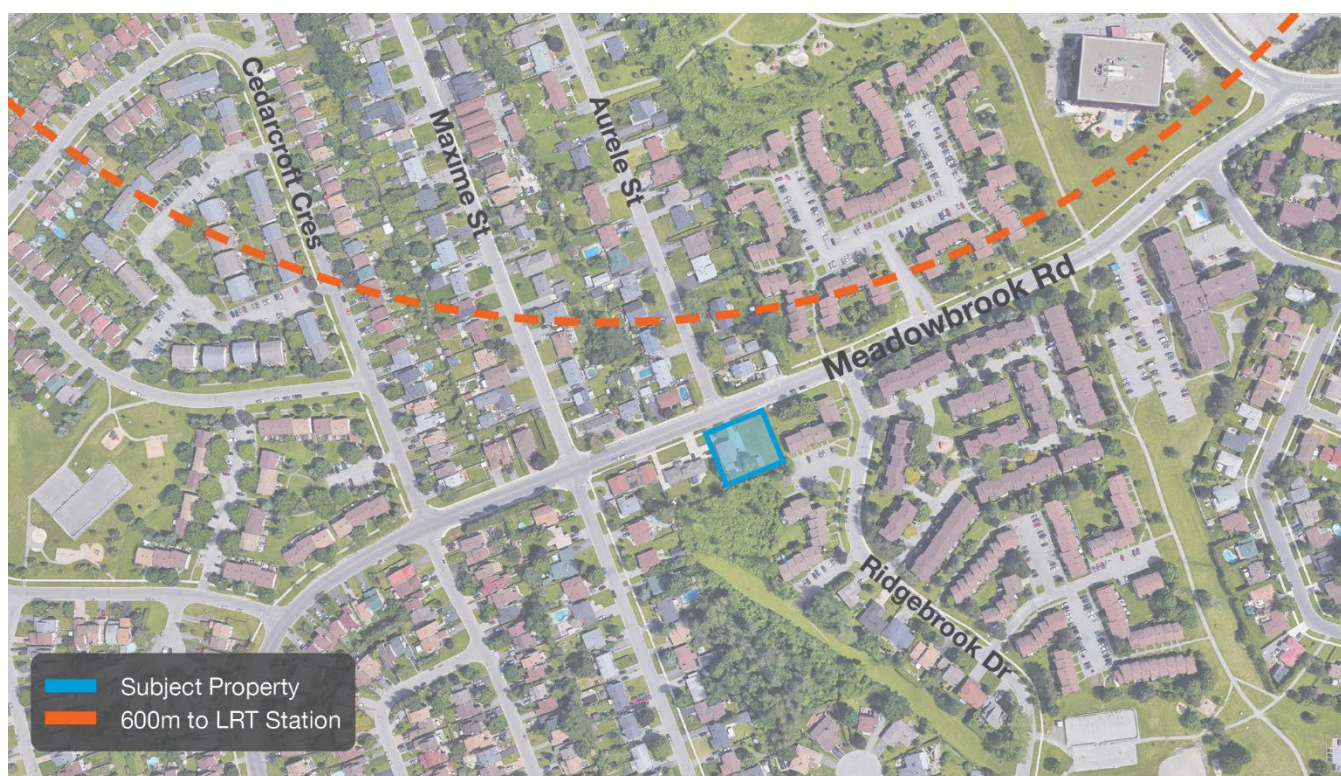 Cedarcroft Cres
Maxime St
Aurele St
Meadowbrook Rd
Ridgebrook Dr
Subject Property
600m to LRT Station